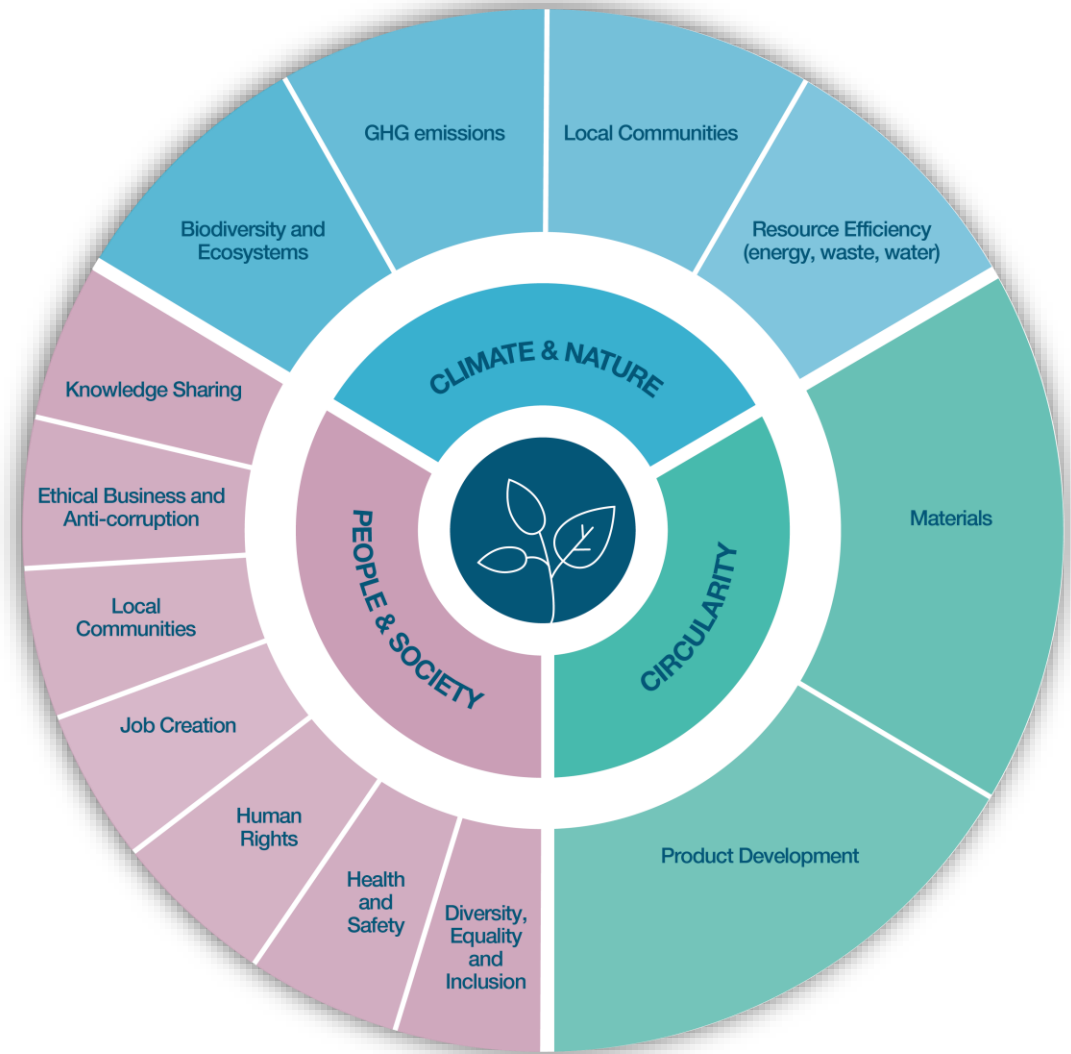 GHG emissions
Local Communities
Biodiversity and
Ecosystems
Resource Efficiency
(energy, waste, water)
CLIMATE & NATURE
Knowledge Sharing
Ethical Business and
Anti-corruption
Local
Communities
Job Creation
Human
Rights
Health
and
Safety
Diversity,
Equality
and
Inclusion
PEOPLE & SOCIETY
CIRCULARITY
Materials
Product Development